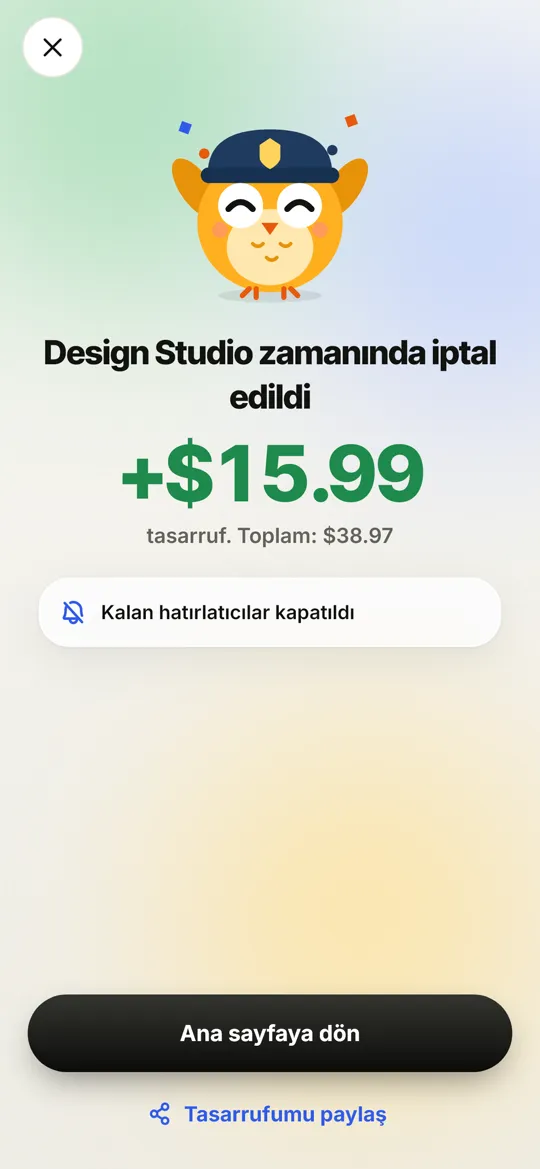 Design Studio zamanında iptal
edildi
+$15.99
tasarruf. Toplam: $38.97
Kalan hatırlatıcılar kapatıldı
Ana sayfaya dön
Tasarrufumu paylaş